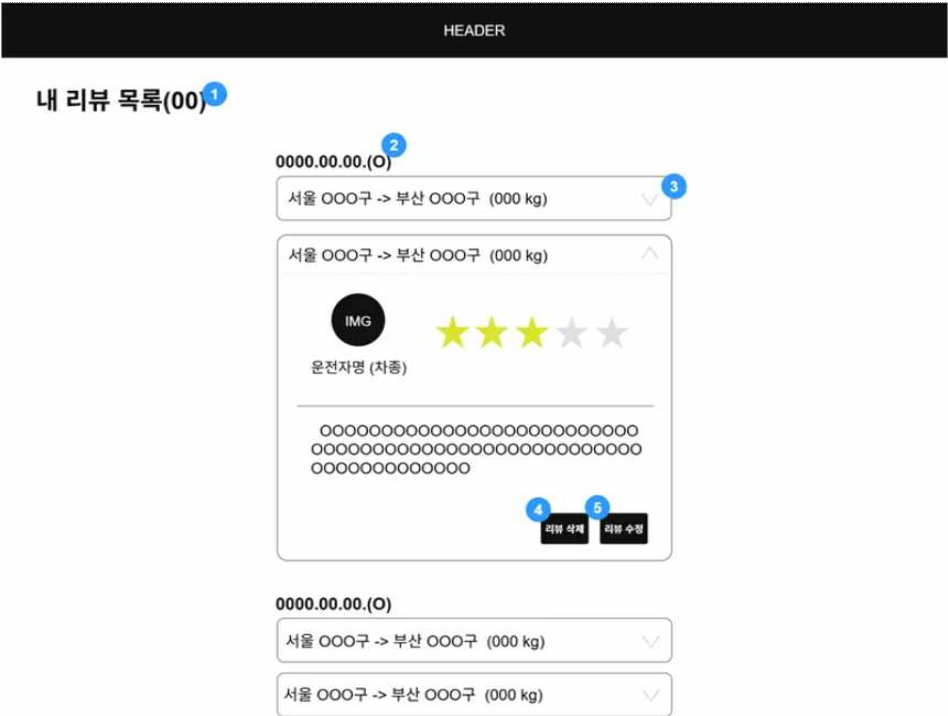 HEADER
내 리뷰 목록(00)
1
2
0000.00.00.(O)
3
서울 OOO구 -> 부산 OOO구 (000 kg)
서울 OOO구 -> 부산 OOO구 (000 kg)
IMG
운전자명 (차종)
OOOOOOOOOOOOOOOOOOOOOOOOOO
OOOOOOOOOOOOOOOOOOOOOOOOOOO
OOOOOOOOOOOOO
4
5
리뷰 삭제
리뷰 수정
0000.00.00.(O)
서울 OOO구 -> 부산 OOO구 (000 kg)
서울 OOO구 -> 부산 OOO구 (000 kg)